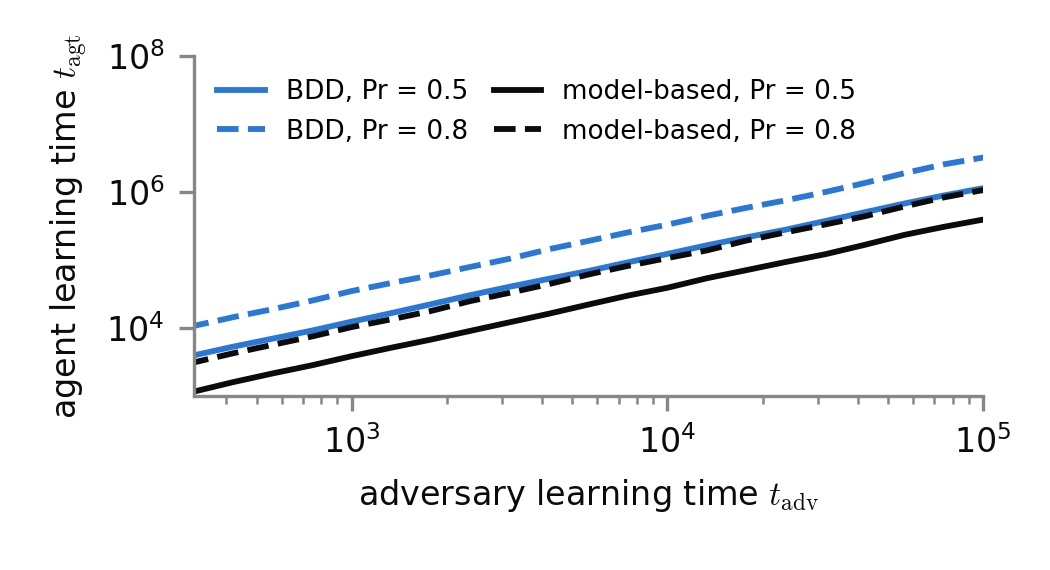 agent learning time t_agt
10^8
10^6
10^4
BDD, Pr = 0.5
BDD, Pr = 0.8
model-based, Pr = 0.5
model-based, Pr = 0.8
10^3
10^4
10^5
adversary learning time t_adv